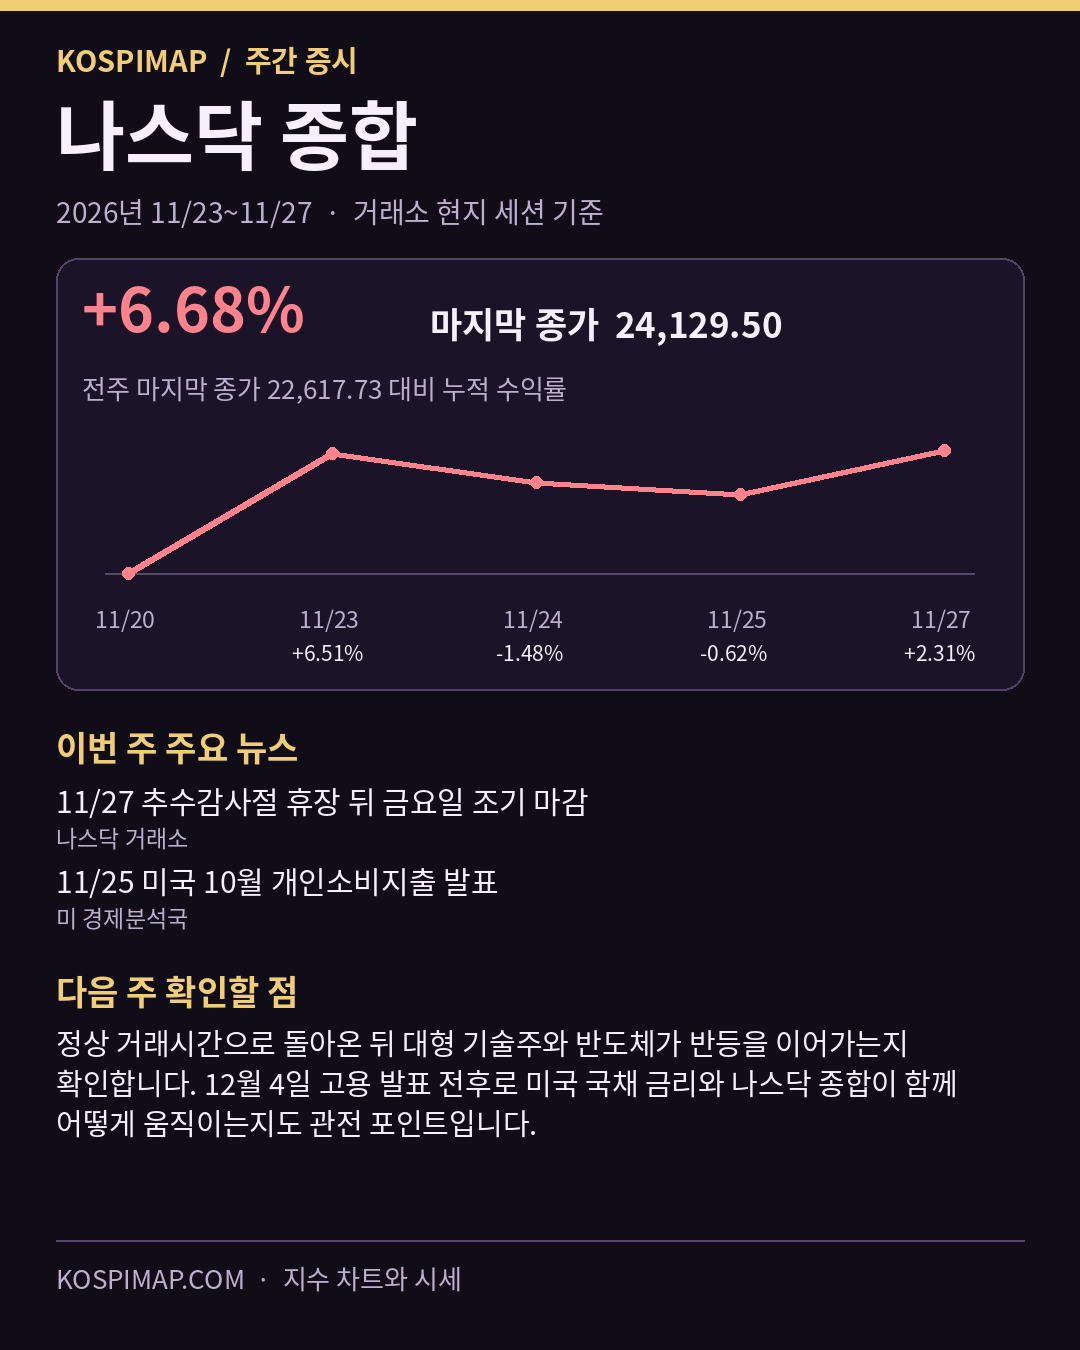 KOSPIMAP / 주간 증시
나스닥 종합
2026년 11/23~11/27 · 거래소 현지 세션 기준
+6.68%
마지막 종가 24,129.50
전주 마지막 종가 22,617.73 대비 누적 수익률
11/20 11/23 11/24 11/25 11/27
+6.51% -1.48% -0.62% +2.31%
이번 주 주요 뉴스
11/27 추수감사절 휴장 뒤 금요일 조기 마감
나스닥 거래소
11/25 미국 10월 개인소비지출 발표
미 경제분석국
다음 주 확인할 점
정상 거래시간으로 돌아온 뒤 대형 기술주와 반도체가 반등을 이어가는지
확인합니다. 12월 4일 고용 발표 전후로 미국 국채 금리와 나스닥 종합이 함께
어떻게 움직이는지도 관전 포인트입니다.
KOSPIMAP.COM · 지수 차트와 시세